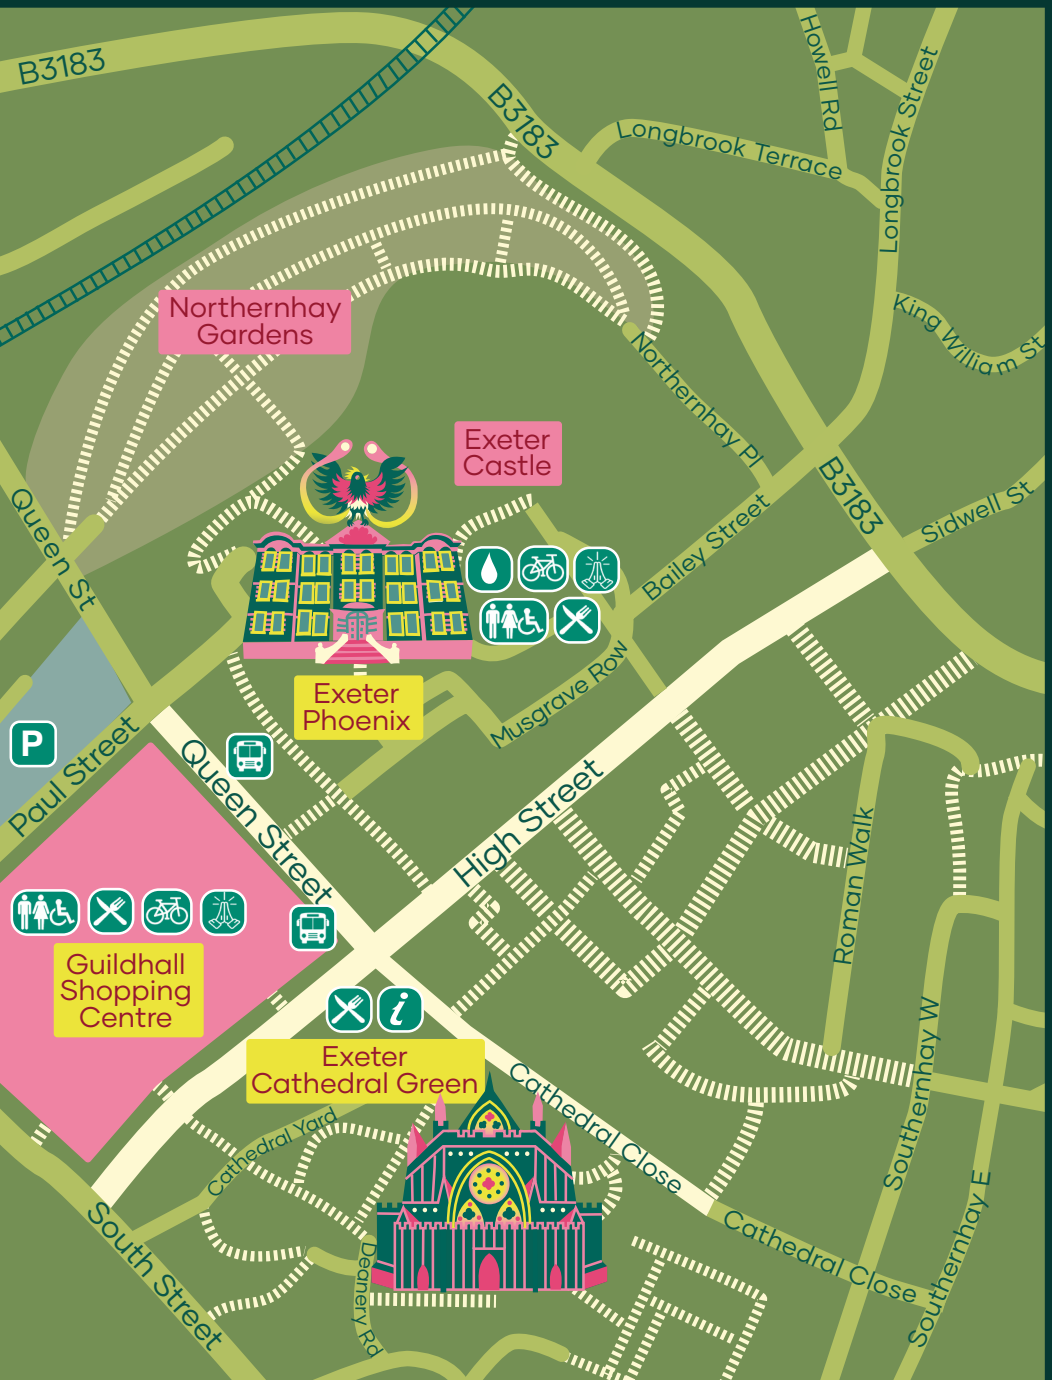 B3183
B3183
Howell Rd
Longbrook Street
Longbrook Terrace
Northernhay
Gardens
King William St
Northernhay Pl
Exeter
Castle
B3183
Sidwell St
Queen St
Bailey Street
Exeter
Phoenix
Musgrave Row
P
Paul Street
Queen Street
High Street
Roman Walk
Guildhall
Shopping
Centre
i
Exeter
Cathedral Green
Cathedral Close
Cathedral Yard
Southernhay W
Southernhay E
South Street
Deanery Rd
Cathedral Close